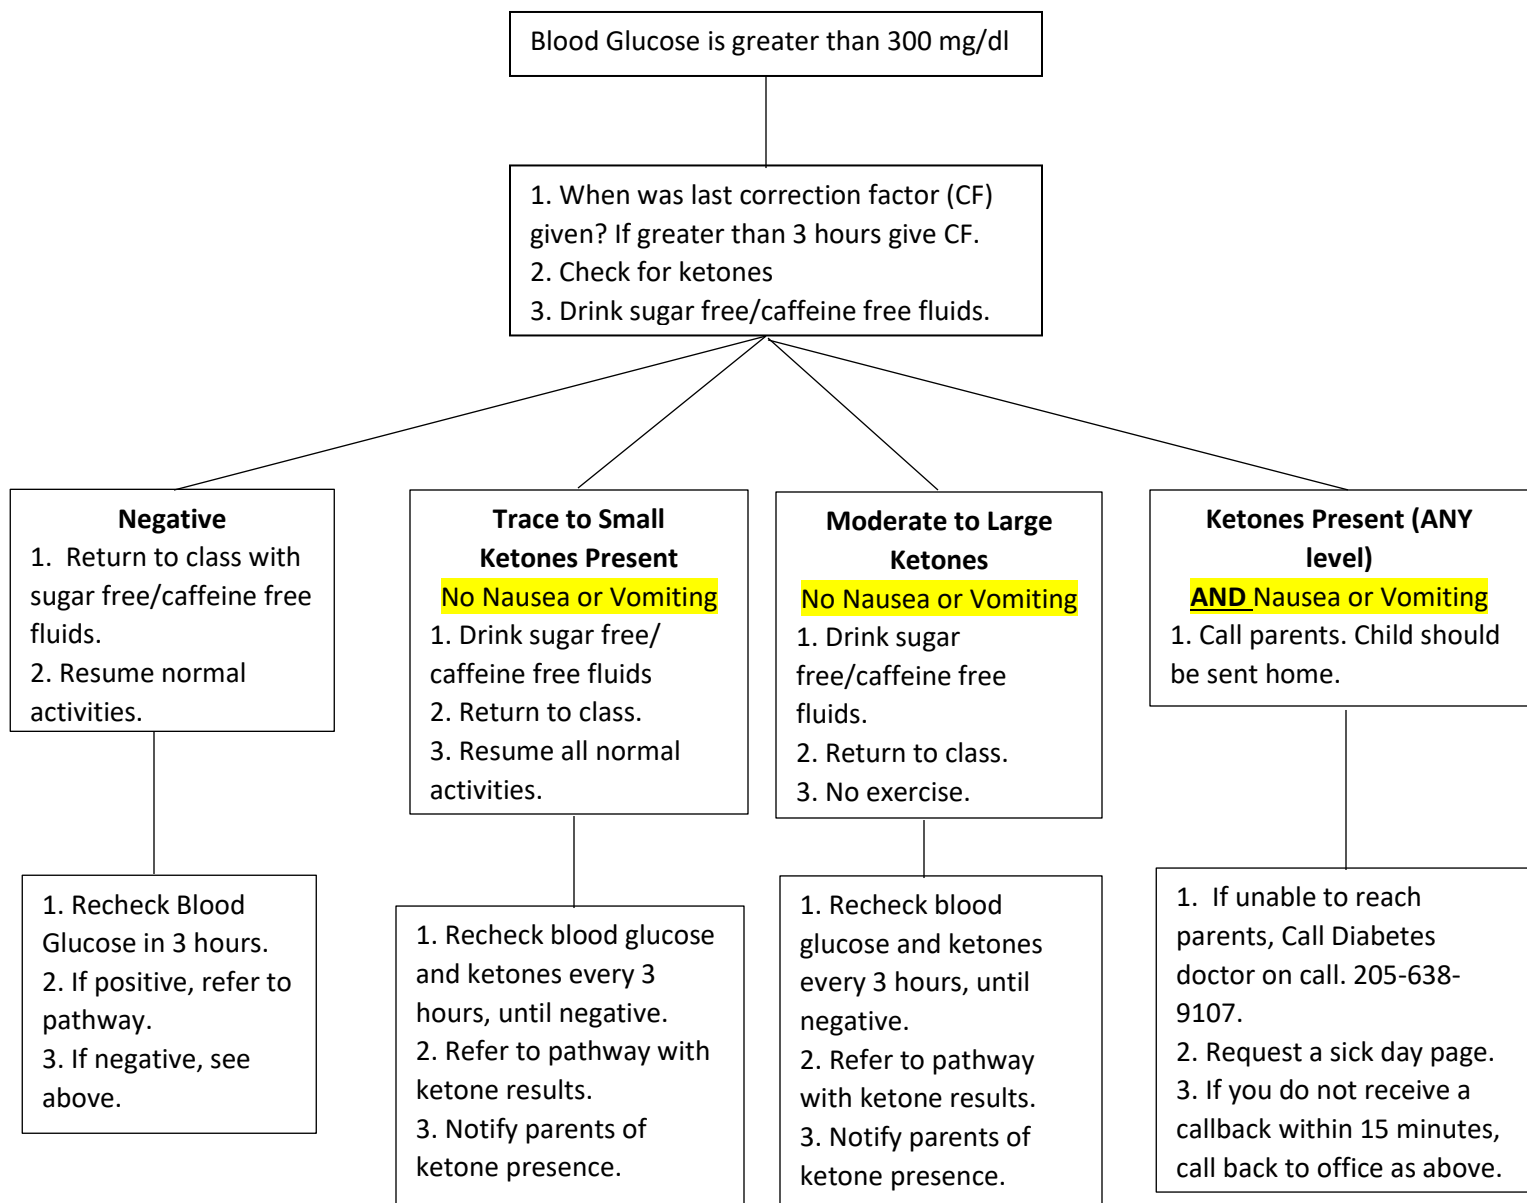 Blood Glucose is greater than 300 mg/dl
1. When was last correction factor (CF)
given? If greater than 3 hours give CF.
2. Check for ketones
3. Drink sugar free/caffeine free fluids.
Negative
1. Return to class with
sugar free/caffeine free
fluids.
2. Resume normal
activities.
Trace to Small
Ketones Present
No Nausea or Vomiting
1. Drink sugar free/
caffeine free fluids
2. Return to class.
3. Resume all normal
activities.
Moderate to Large
Ketones
No Nausea or Vomiting
1. Drink sugar
free/caffeine free
fluids.
2. Return to class.
3. No exercise.
Ketones Present (ANY
level)
AND Nausea or Vomiting
1. Call parents. Child should
be sent home.
1. Recheck Blood
Glucose in 3 hours.
2. If positive, refer to
pathway.
3. If negative, see
above.
1. Recheck blood glucose
and ketones every 3
hours, until negative.
2. Refer to pathway with
ketone results.
3. Notify parents of
ketone presence.
1. Recheck blood
glucose and ketones
every 3 hours, until
negative.
2. Refer to pathway
with ketone results.
3. Notify parents of
ketone presence.
1. If unable to reach
parents, Call Diabetes
doctor on call. 205-638-
9107.
2. Request a sick day page.
3. If you do not receive a
callback within 15 minutes,
call back to office as above.